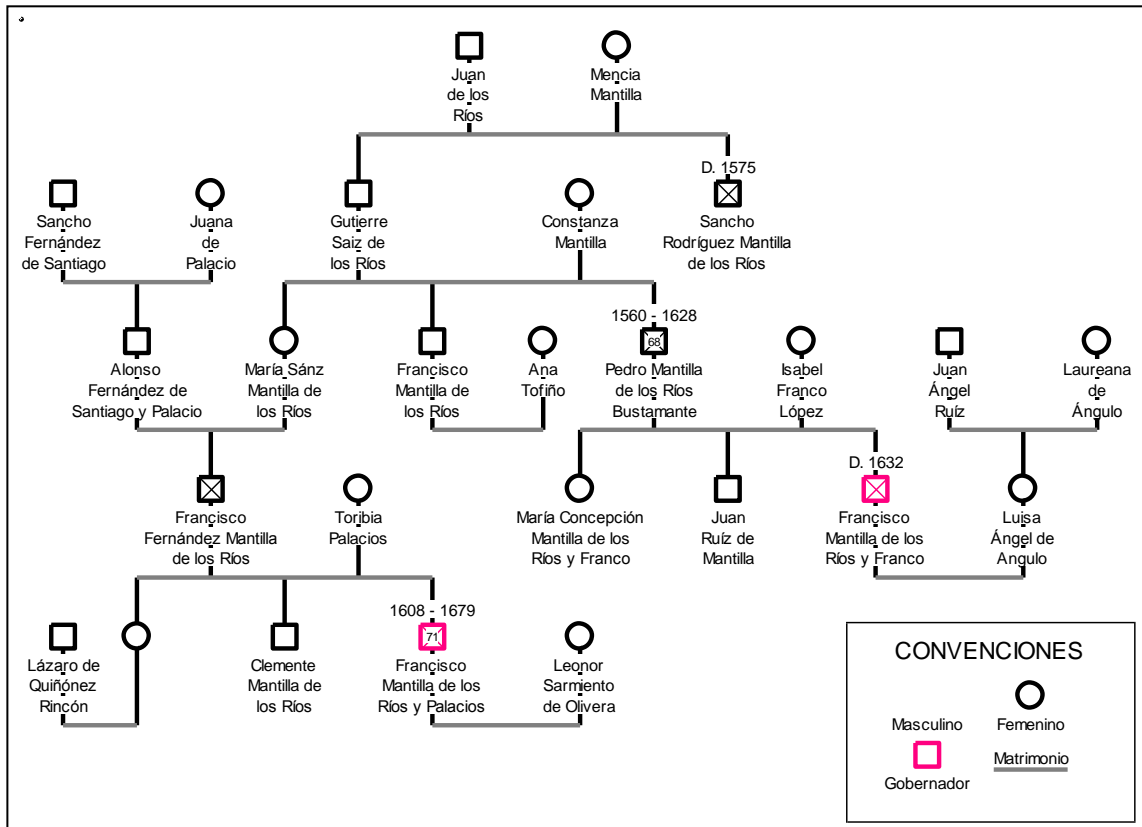 Juan
de los
Ríos
Mencia
Mantilla
D. 1575
Sancho
Fernández
de Santiago
Juana
de
Palacio
Gutierre
Saiz de
los Ríos
Constanza
Mantilla
Sancho
Rodríguez Mantilla
de los Ríos
1560 - 1628
68
Alonso
Fernández de
Santiago y Palacio
María Sánz
Mantilla de
los Ríos
Francisco
Mantilla de
los Ríos
Ana
Tofiño
Pedro Mantilla
de los Ríos
Bustamante
Isabel
Franco
López
Juan
Ángel
Ruíz
Laureana
de
Ángulo
D. 1632
Francisco
Fernández Mantilla
de los Ríos
Toribia
Palacios
María Concepción
Mantilla de los
Ríos y Franco
Juan
Ruíz de
Mantilla
Francisco
Mantilla de los
Ríos y Franco
Luisa
Ángel de
Angulo
1608 - 1679
71
Lázaro de
Quiñónez
Rincón
Clemente
Mantilla de
los Ríos
Francisco
Mantilla de los
Ríos y Palacios
Leonor
Sarmiento
de Olivera
CONVENCIONES
Masculino
Femenino
Gobernador
Matrimonio